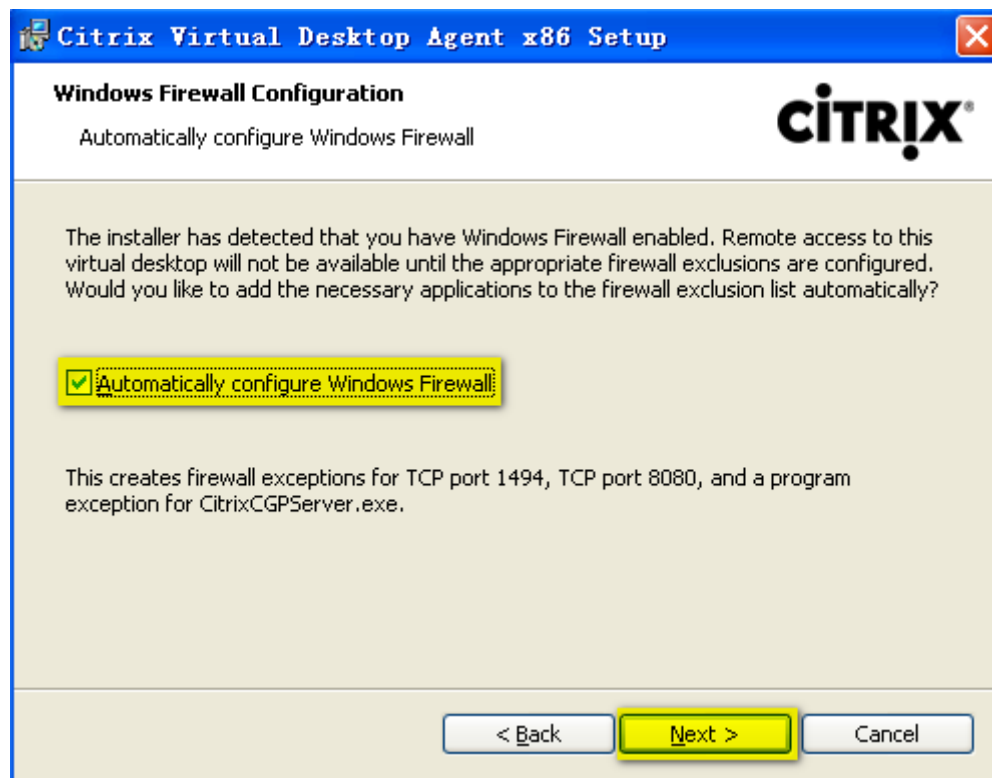 Citrix Virtual Desktop Agent x86 Setup
Windows Firewall Configuration
Automatically configure Windows Firewall
CİTRIX®
The installer has detected that you have Windows Firewall enabled. Remote access to this
virtual desktop will not be available until the appropriate firewall exclusions are configured.
Would you like to add the necessary applications to the firewall exclusion list automatically?
Automatically configure Windows Firewall
This creates firewall exceptions for TCP port 1494, TCP port 8080, and a program
exception for CitrixCGPServer.exe.
< Back
Next >
Cancel